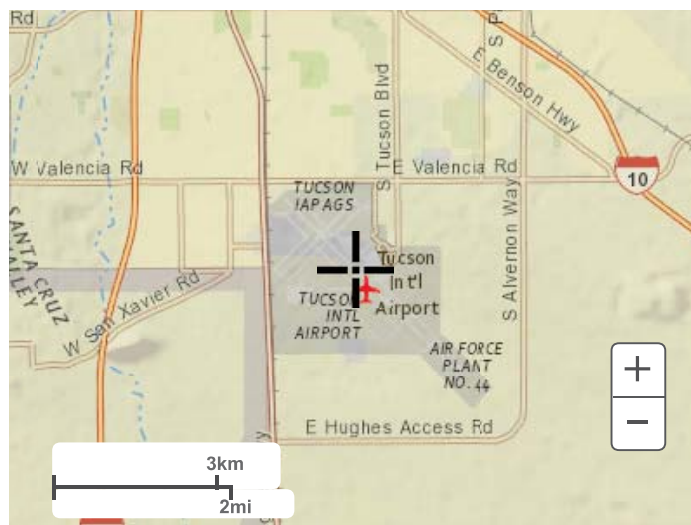 Rd
S P
E Benson Hwy
S Tucson Blvd
W Valencia Rd
E Valencia Rd
10
TUCSON
IAP AGS
S Alvernon Way
SANTA CRUZ
Tucson
Int'l
Airport
W San Xavier Rd
TUCSON
INTL
AIRPORT
AIR FORCE
PLANT
NO. 44
+
−
E Hughes Access Rd
3km
2mi